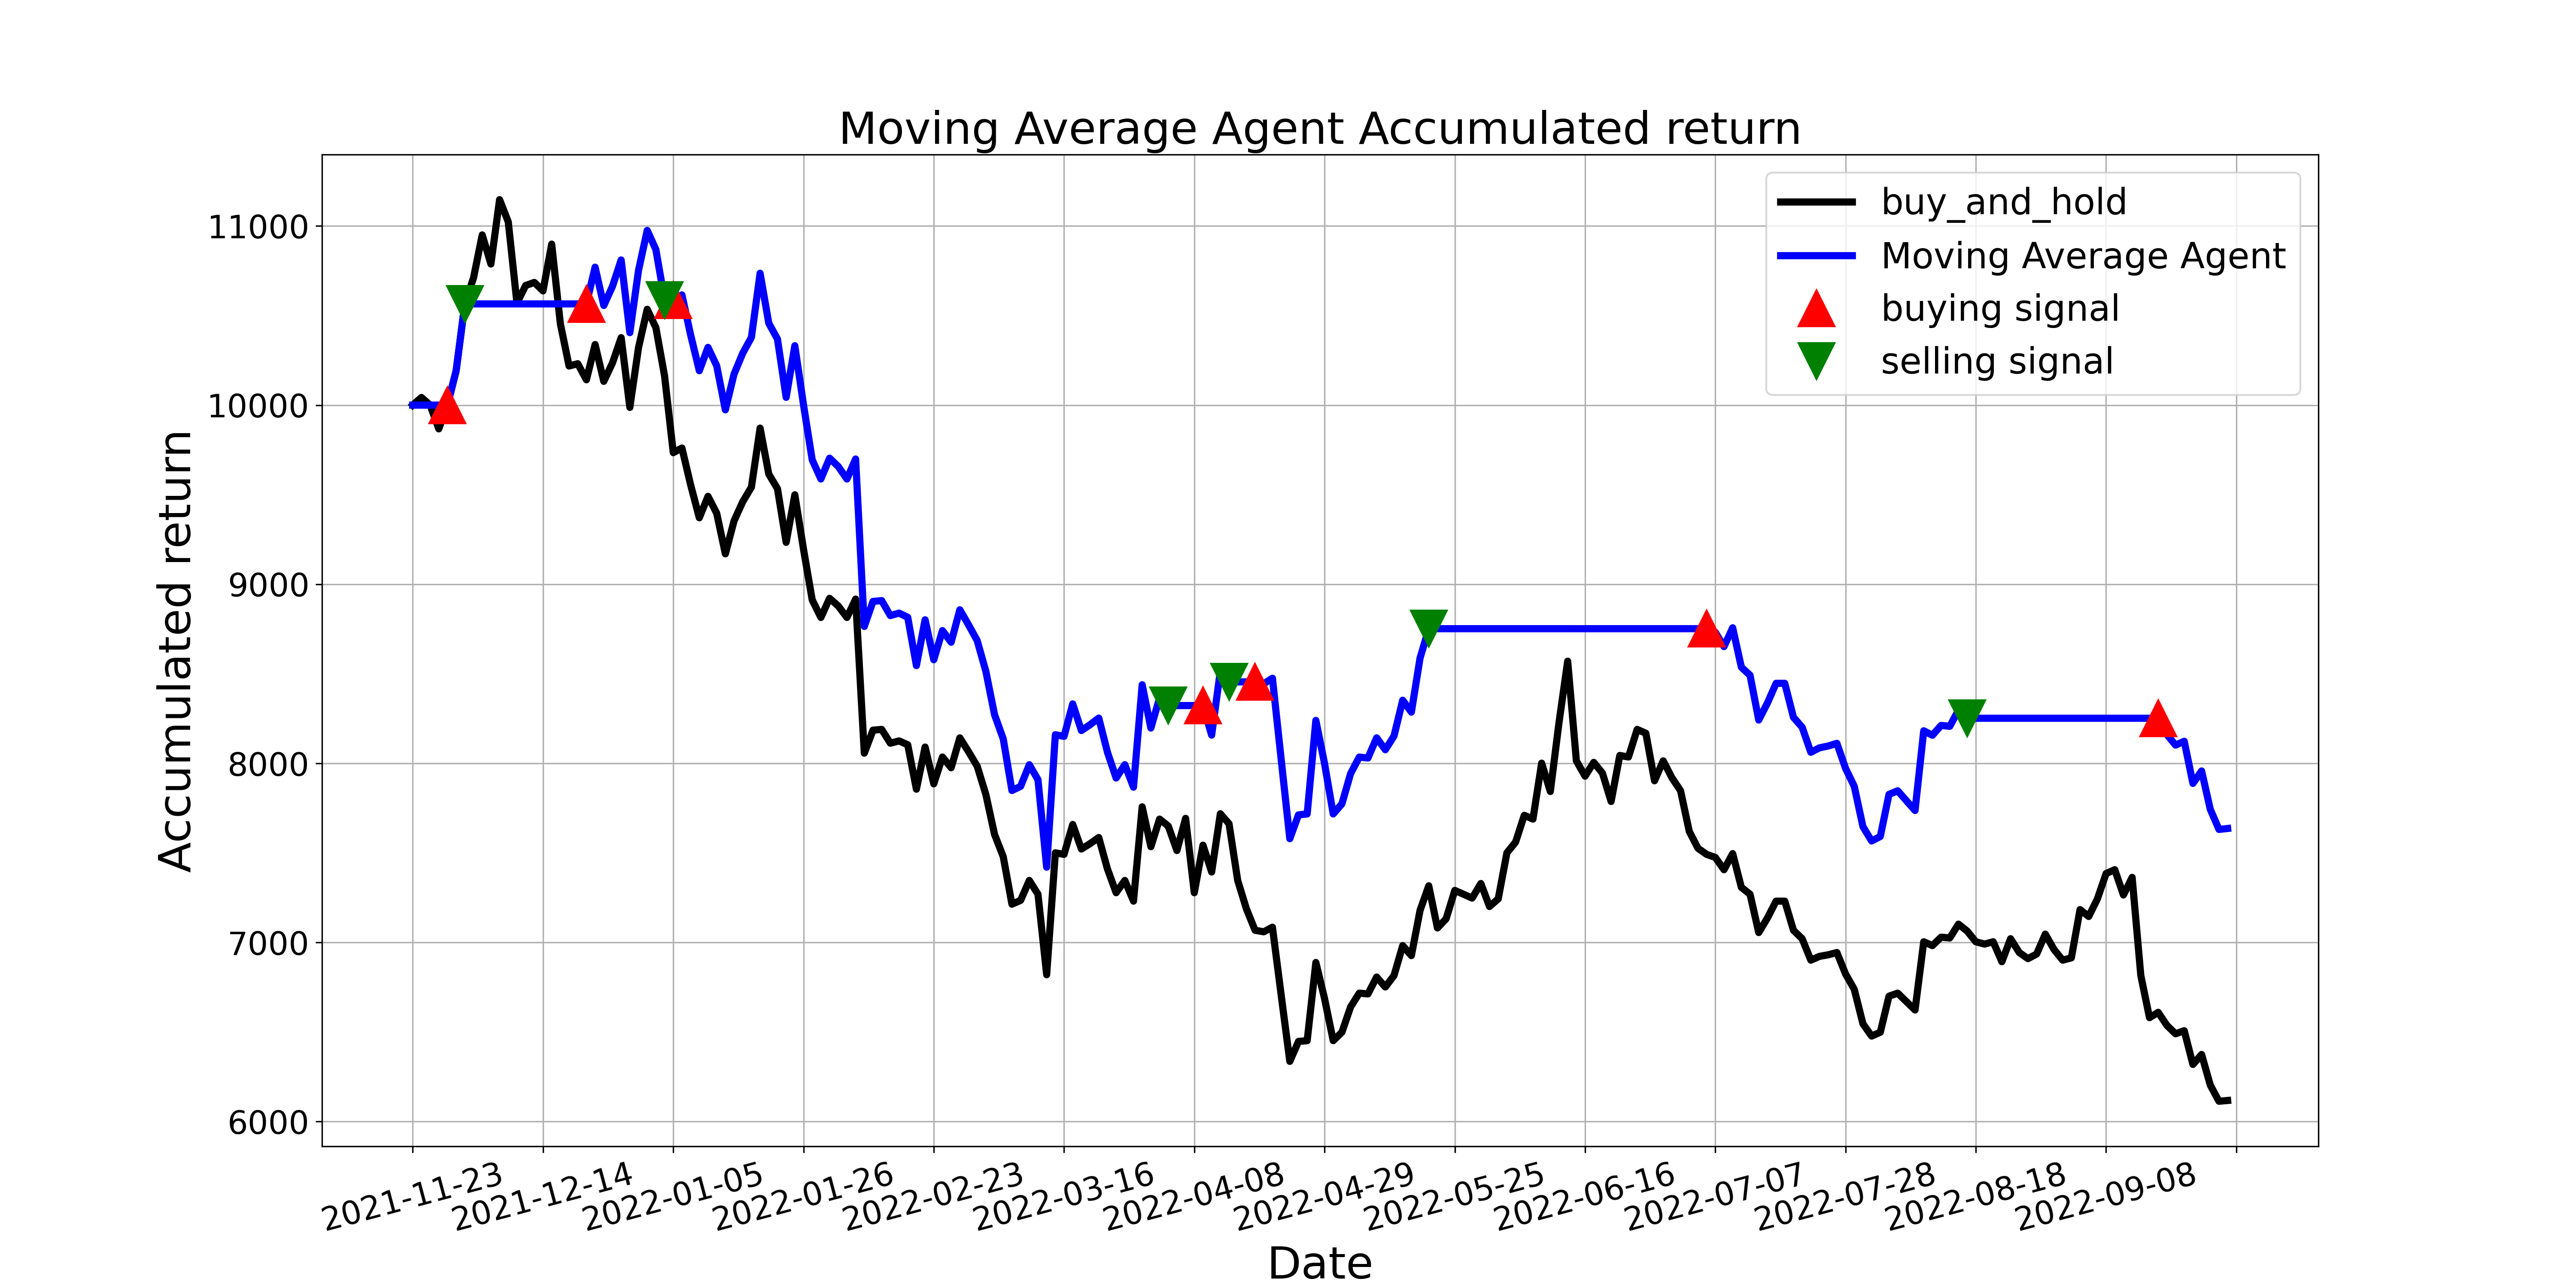 Moving Average Agent Accumulated return
buy_and_hold
Moving Average Agent
buying signal
selling signal
Accumulated return
11000
10000
9000
8000
7000
6000
2021-11-23
2021-12-14
2022-01-05
2022-01-26
2022-02-23
2022-03-16
2022-04-08
2022-04-29
2022-05-25
2022-06-16
2022-07-07
2022-07-28
2022-08-18
2022-09-08
Date